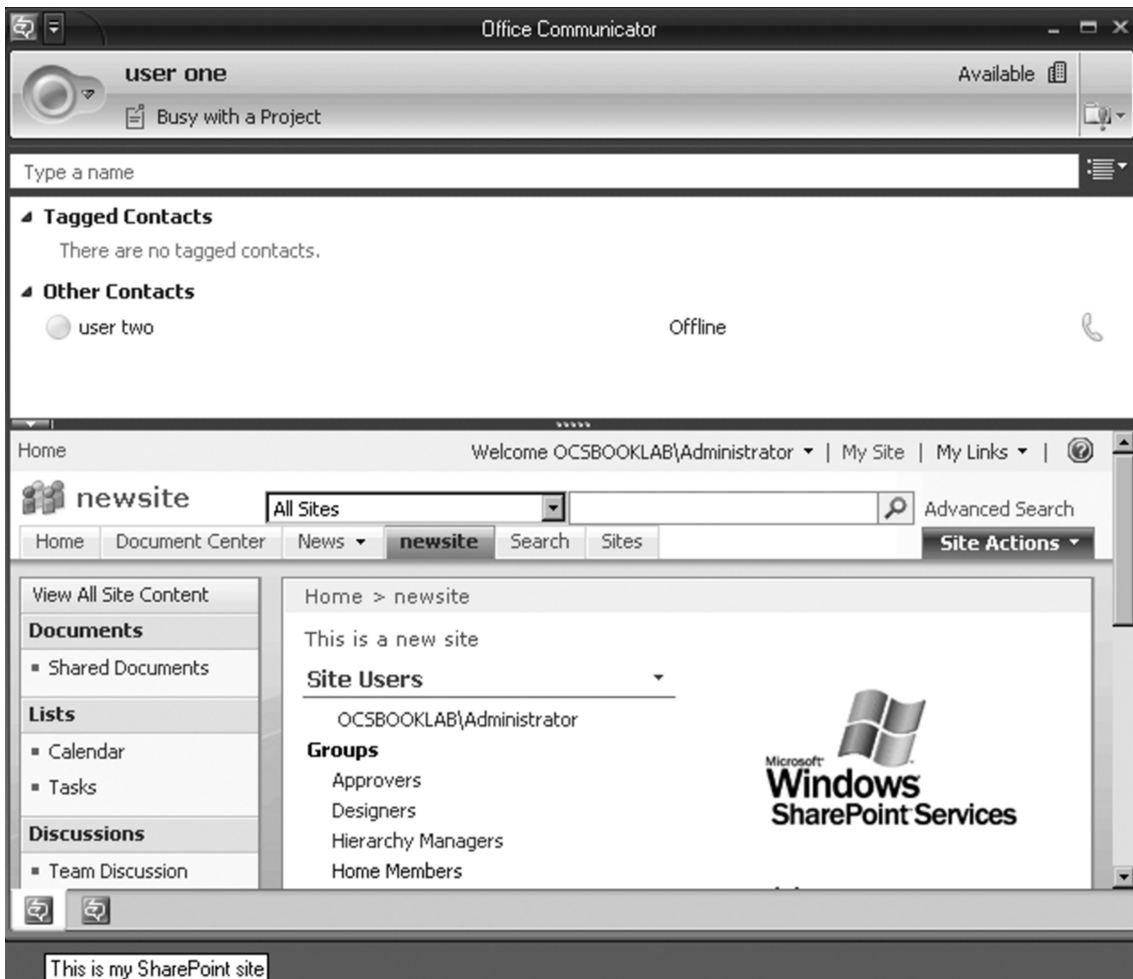 Office Communicator
user one Available
Busy with a Project
Type a name
Tagged Contacts
There are no tagged contacts.
Other Contacts
user two Offline
Home Welcome OCSBOOKLAB\Administrator | My Site | My Links |
newsite All Sites Advanced Search
Home Document Center News newsite Search Sites Site Actions
View All Site Content
Documents
Shared Documents
Lists
Calendar
Tasks
Discussions
Team Discussion
Home > newsite
This is a new site
Site Users
OCSBOOKLAB\Administrator
Groups
Approvers
Designers
Hierarchy Managers
Home Members
Microsoft
Windows
SharePoint Services
This is my SharePoint site